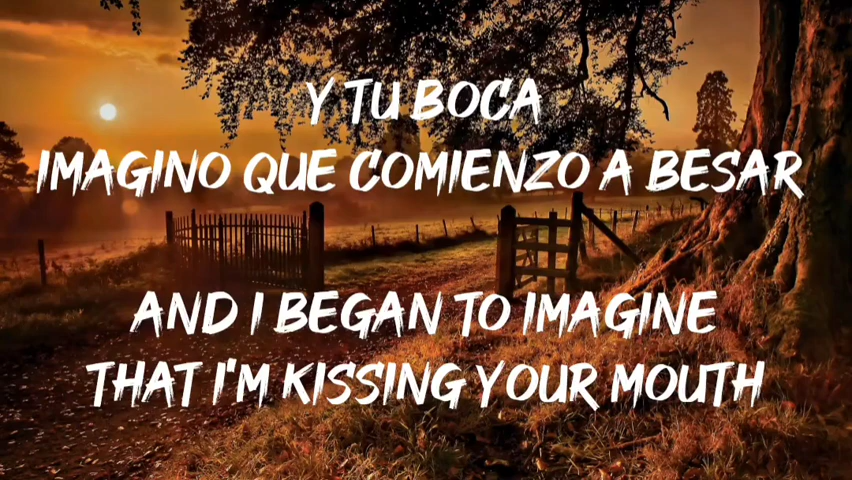 Y TU BOCA
IMAGINO QUE COMIENZO A BESAR
AND I BEGAN TO IMAGINE
THAT I'M KISSING YOUR MOUTH